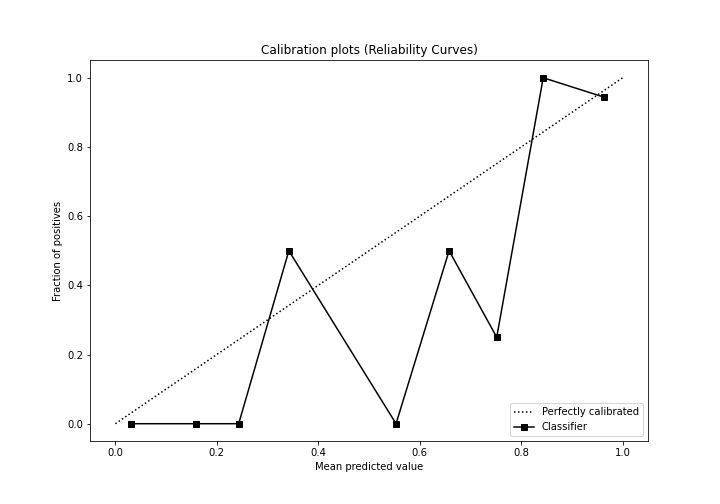 Calibration plots (Reliability Curves)
1.0
0.8
0.6
0.4
0.2
0.0
Fraction of positives
0.0 0.2 0.4 0.6 0.8 1.0
Mean predicted value
Perfectly calibrated
Classifier